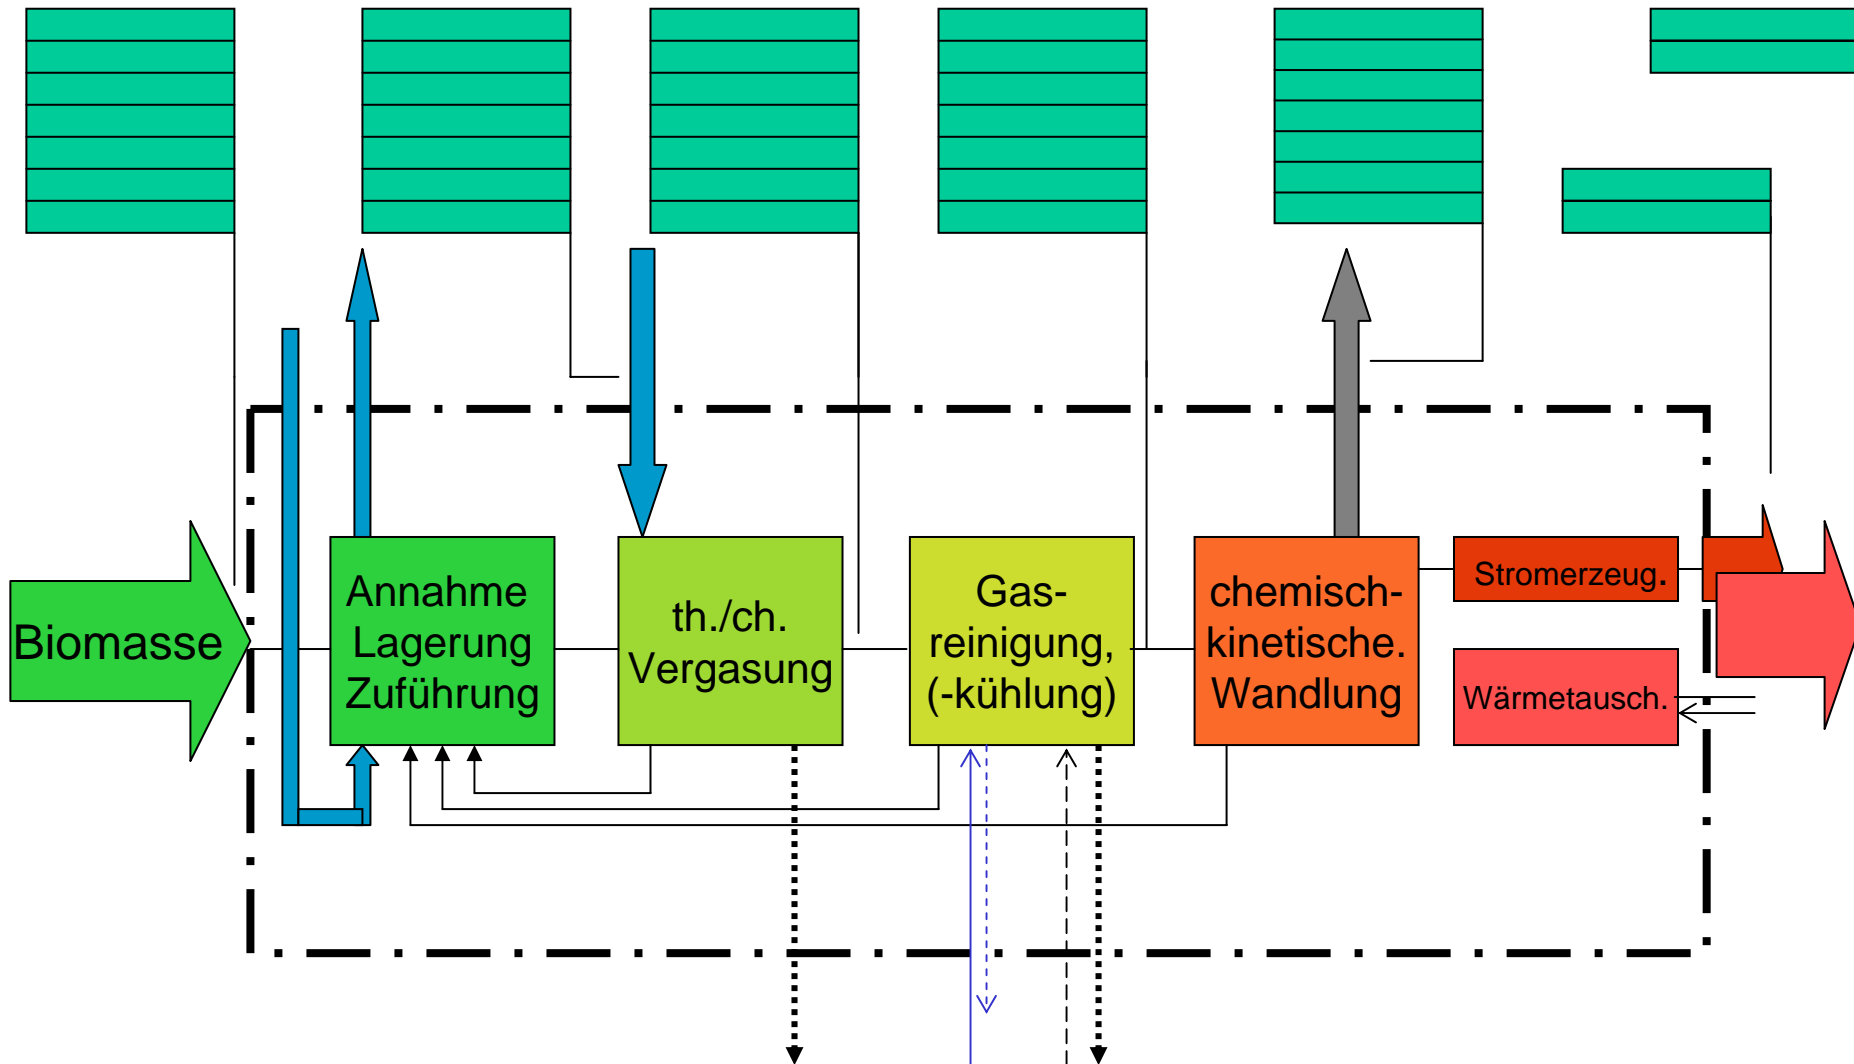 Biomasse
Annahme
Lagerung
Zuführung
th./ch.
Vergasung
Gas-
reinigung,
(-kühlung)
chemisch-
kinetische.
Wandlung
Stromerzeug.
Wärmetausch.